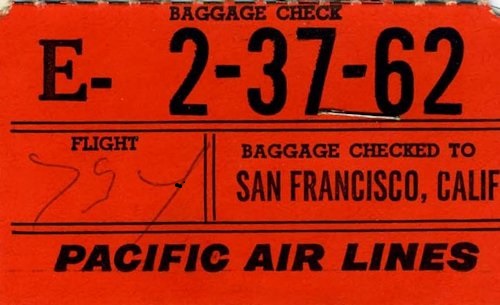 BAGGAGE CHECK
E- 2-37-62
FLIGHT
BAGGAGE CHECKED TO
SAN FRANCISCO, CALIF
PACIFIC AIR LINES